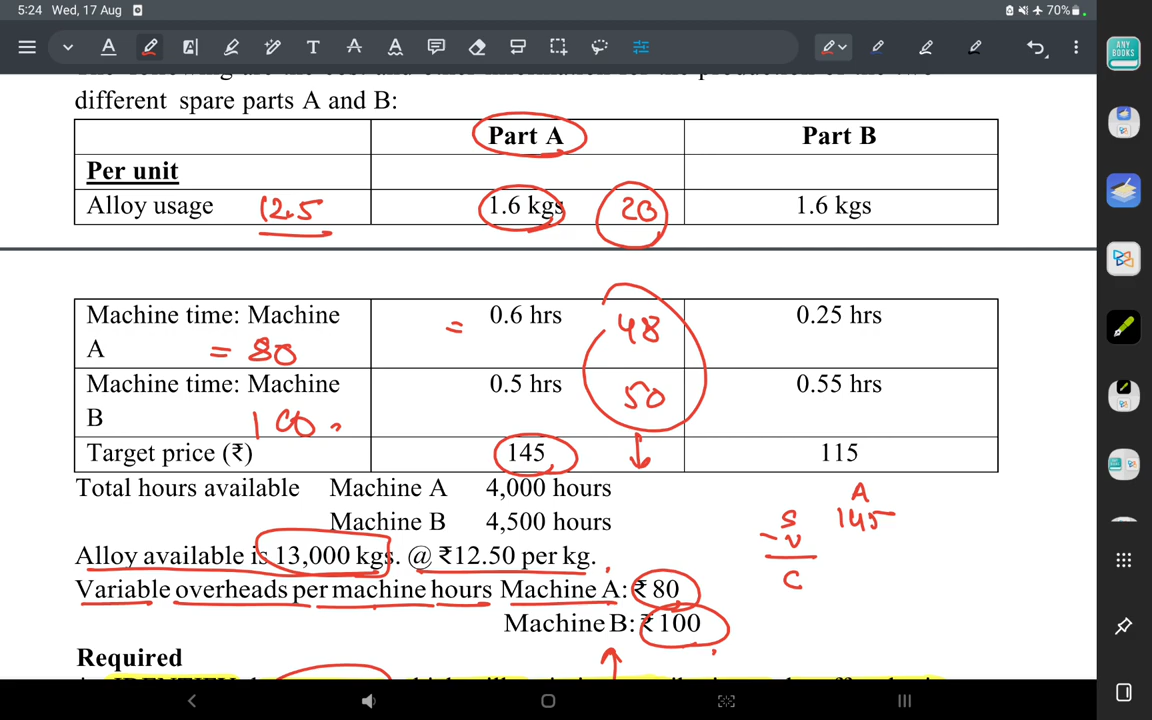 5:24 Wed, 17 Aug
70%
different spare parts A and B:
Part A Part B
Per unit
Alloy usage 12.5 1.6 kgs 20 1.6 kgs
Machine time: Machine A = 80 = 0.6 hrs 48 0.25 hrs
Machine time: Machine B 100 0.5 hrs 50 0.55 hrs
Target price (₹) 145 115
Total hours available Machine A 4,000 hours
Machine B 4,500 hours
A
S 145
- V
C
Alloy available is 13,000 kgs. @ ₹12.50 per kg.
Variable overheads per machine hours Machine A: ₹ 80
Machine B: ₹ 100
Required
ANY BOOKS